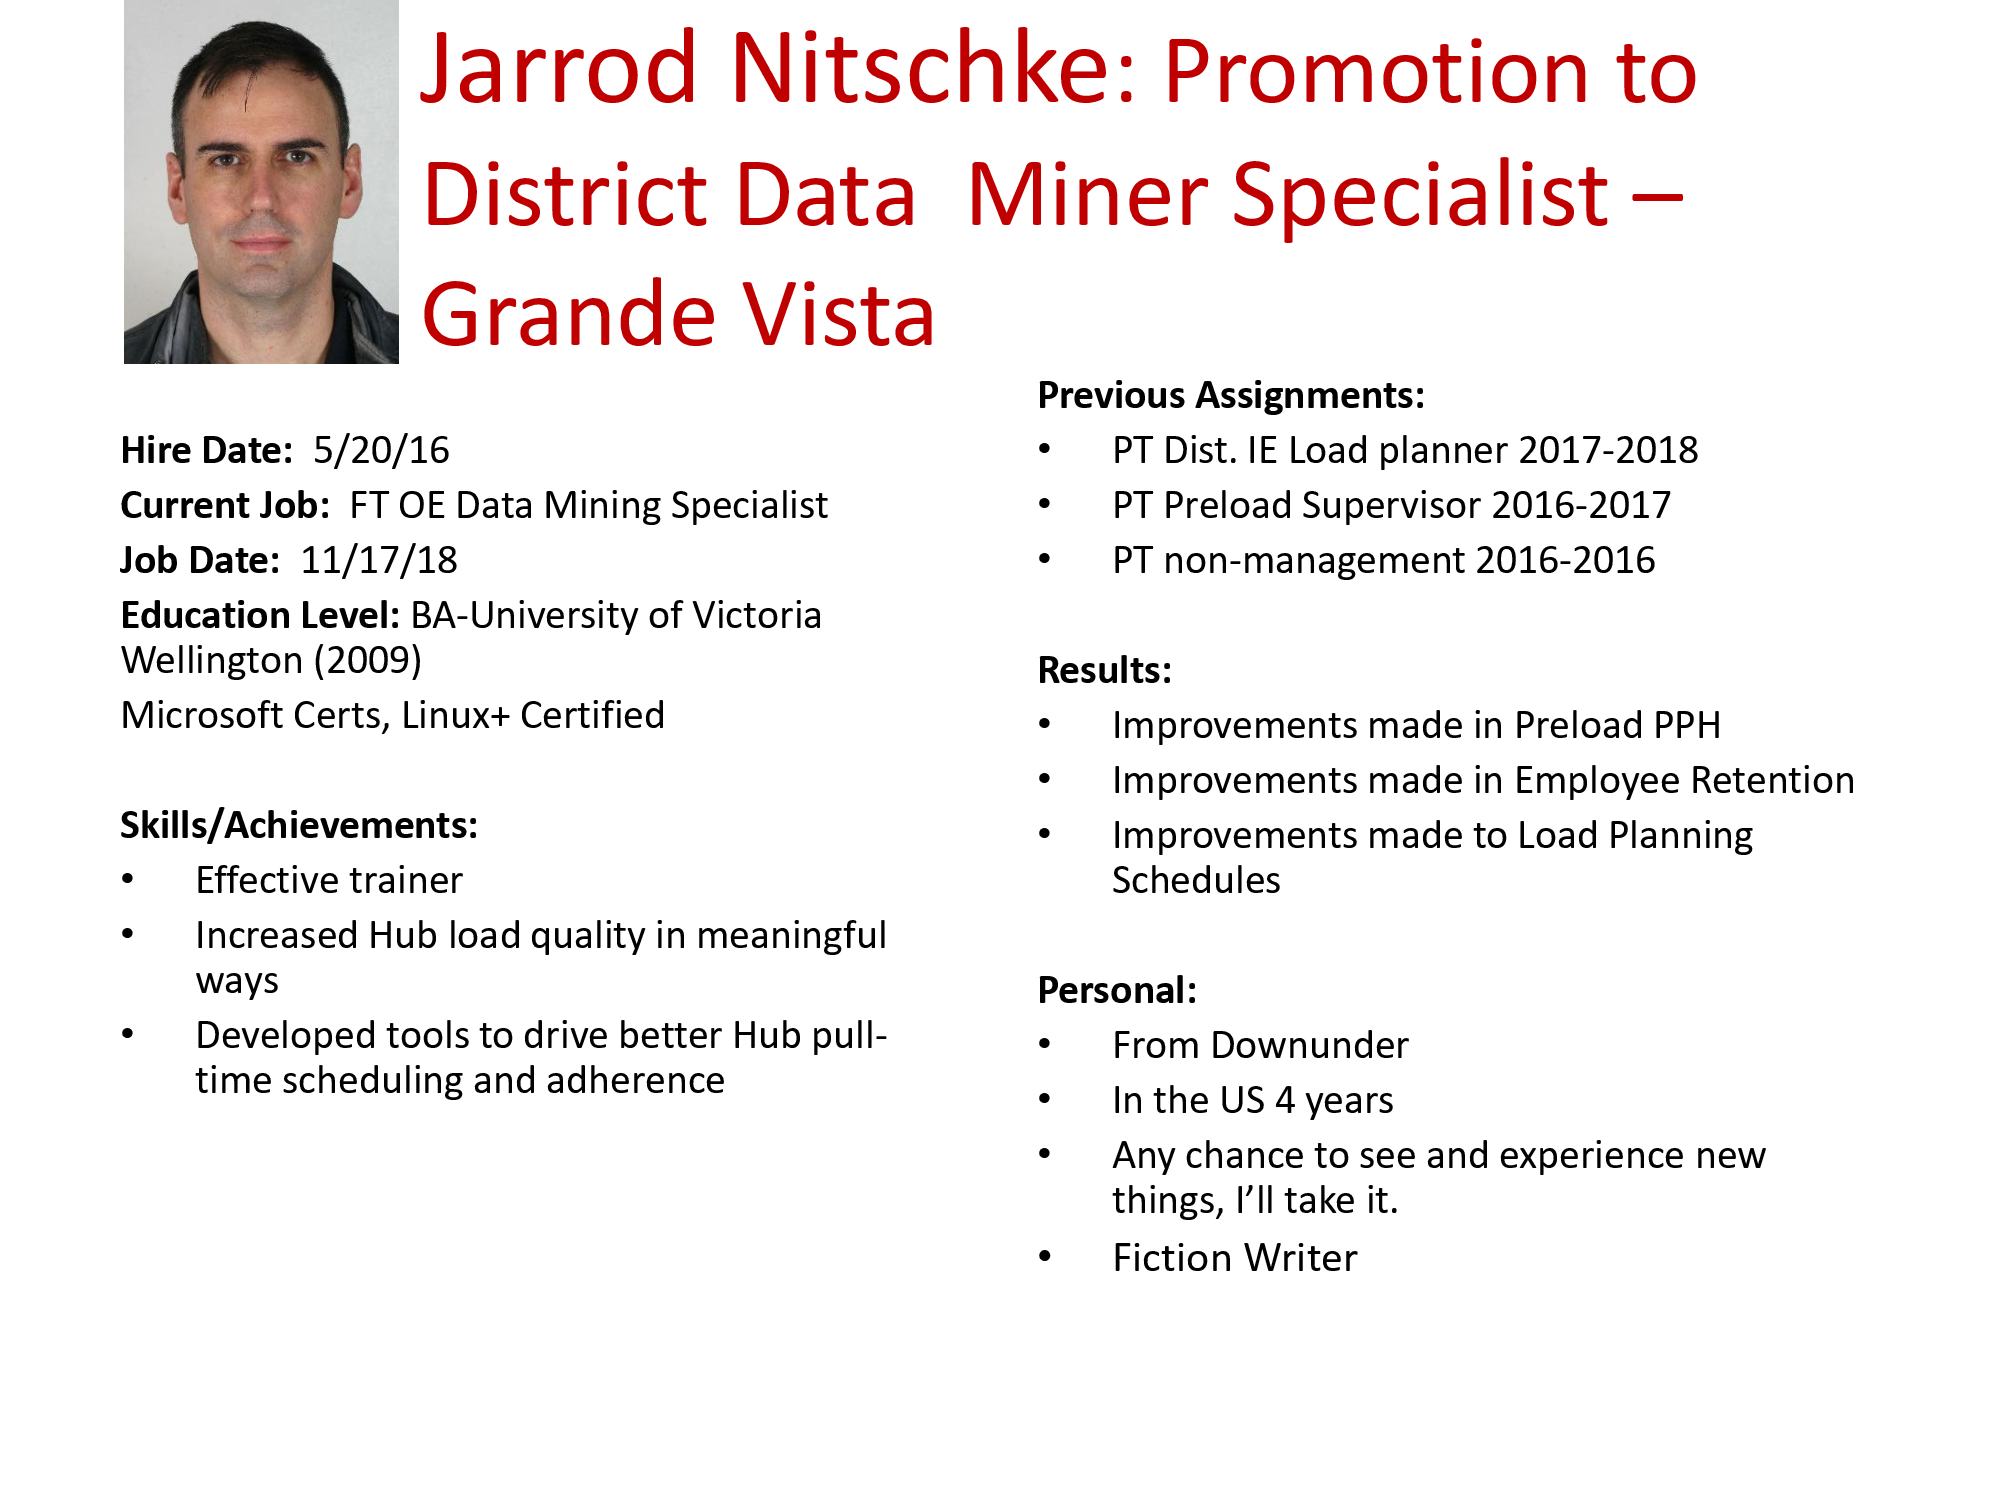 Jarrod Nitschke: Promotion to
District Data  Miner Specialist –
Grande Vista
Hire Date:  5/20/16
Current Job:  FT OE Data Mining Specialist
Job Date:  11/17/18
Education Level: BA-University of Victoria
Wellington (2009)
Microsoft Certs, Linux+ Certified
Skills/Achievements:
• Effective trainer
• Increased Hub load quality in meaningful
ways
• Developed tools to drive better Hub pull-
time scheduling and adherence
Previous Assignments:
• PT Dist. IE Load planner 2017-2018
• PT Preload Supervisor 2016-2017
• PT non-management 2016-2016
Results:
• Improvements made in Preload PPH
• Improvements made in Employee Retention
• Improvements made to Load Planning
Schedules
Personal:
• From Downunder
• In the US 4 years
• Any chance to see and experience new
things, I’ll take it.
• Fiction Writer